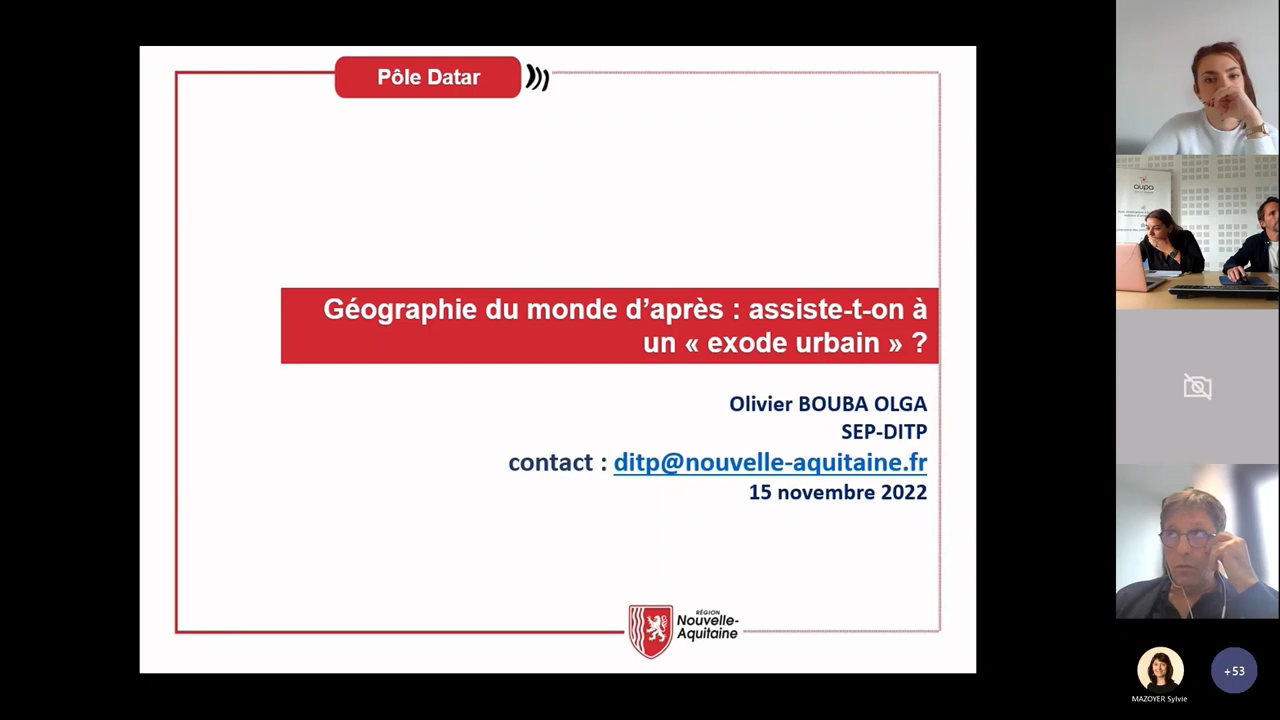 Pôle Datar
Géographie du monde d’après : assiste-t-on à
un « exode urbain » ?
Olivier BOUBA OLGA
SEP-DITP
contact : ditp@nouvelle-aquitaine.fr
15 novembre 2022
RÉGION
Nouvelle-
Aquitaine
aupa
MAZOYER Sylvie
+53